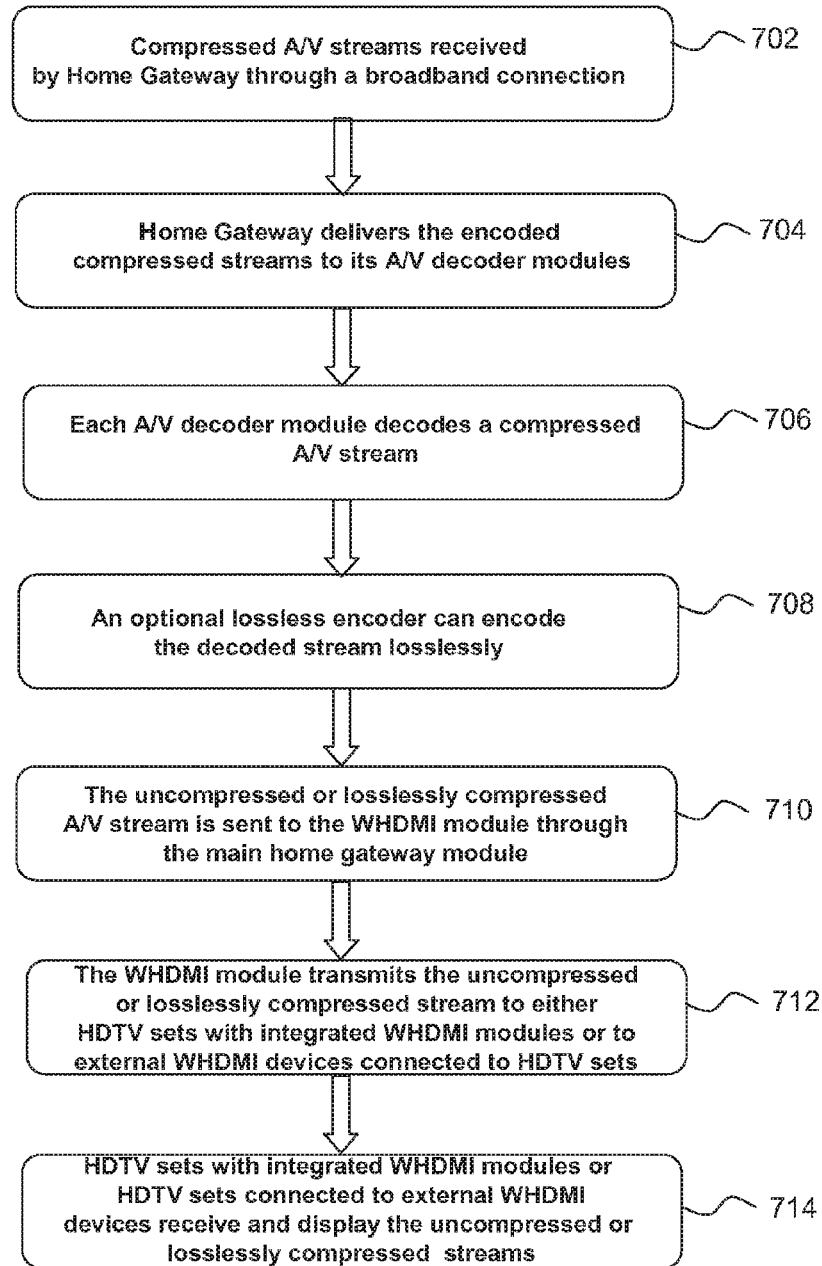 Compressed A/V streams received
by Home Gateway through a broadband connection
702
Home Gateway delivers the encoded
compressed streams to its A/V decoder modules
704
Each A/V decoder module decodes a compressed
A/V stream
706
An optional lossless encoder can encode
the decoded stream losslessly
708
The uncompressed or losslessly compressed
A/V stream is sent to the WHDMI module through
the main home gateway module
710
The WHDMI module transmits the uncompressed
or losslessly compressed stream to either
HDTV sets with integrated WHDMI modules or to
external WHDMI devices connected to HDTV sets
712
HDTV sets with integrated WHDMI modules or
HDTV sets connected to external WHDMI
devices receive and display the uncompressed or
losslessly compressed streams
714